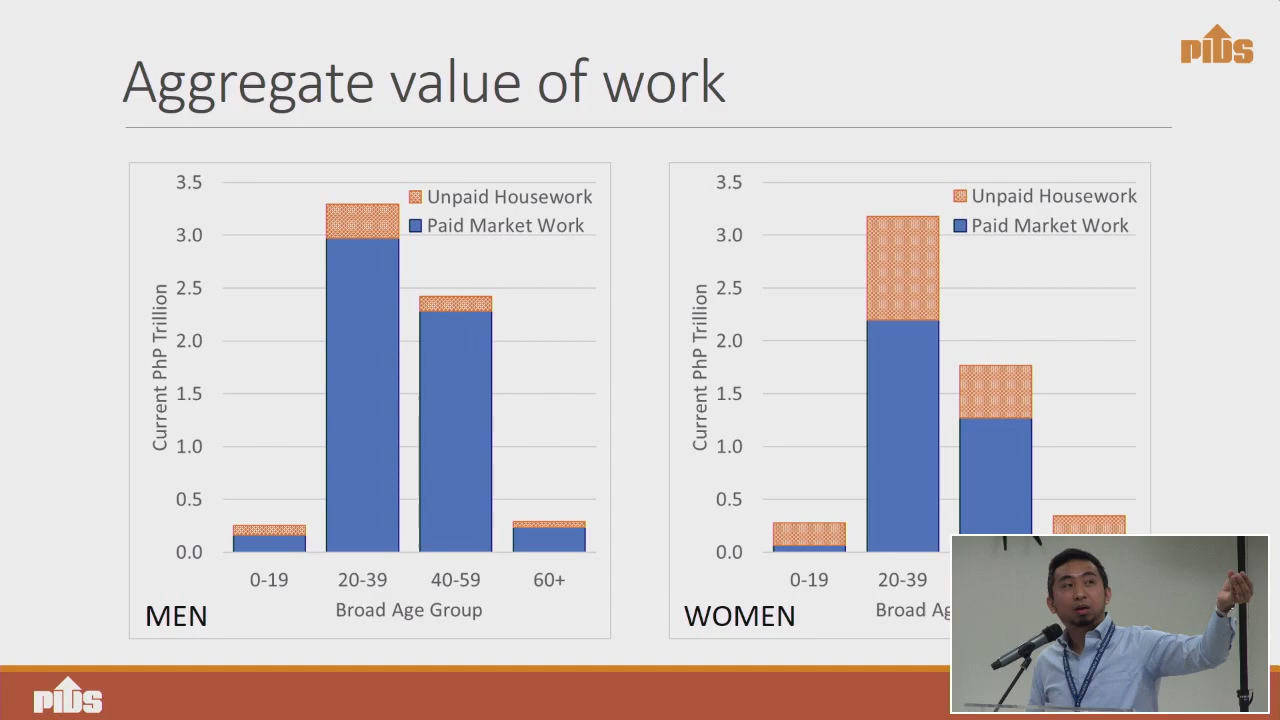 PIDS
Aggregate value of work
3.5
3.0
2.5
2.0
1.5
1.0
0.5
0.0
Current PhP Trillion
Unpaid Housework
Paid Market Work
0-19
20-39
40-59
60+
Broad Age Group
MEN
3.5
3.0
2.5
2.0
1.5
1.0
0.5
0.0
Current PhP Trillion
Unpaid Housework
Paid Market Work
0-19
20-39
Broad Ag
WOMEN
PIDS